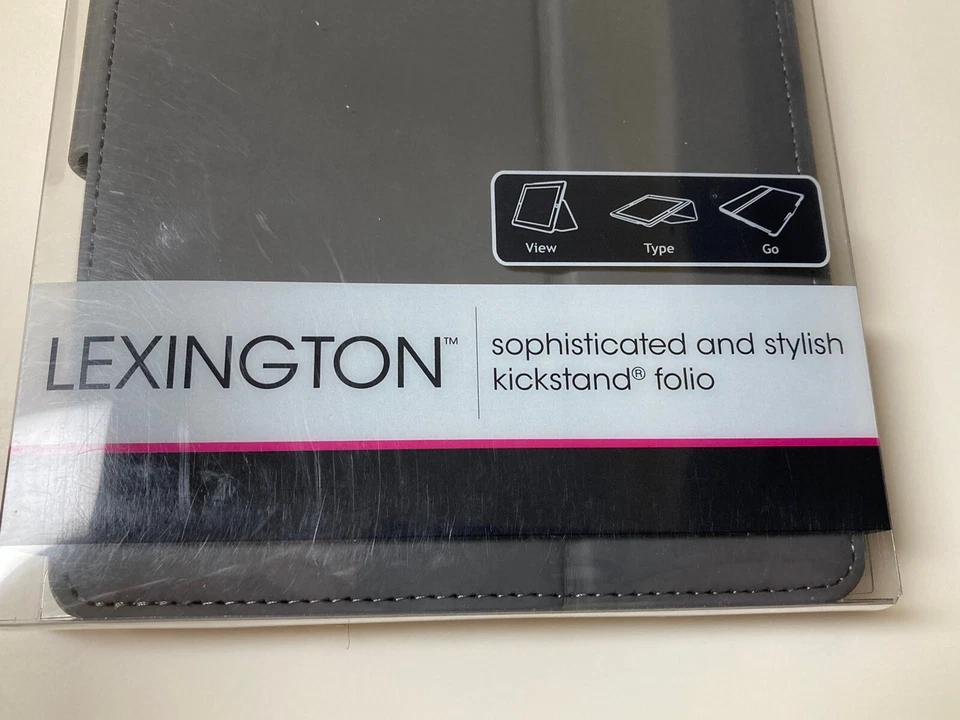 View Type Go
LEXINGTON™
sophisticated and stylish
kickstand® folio